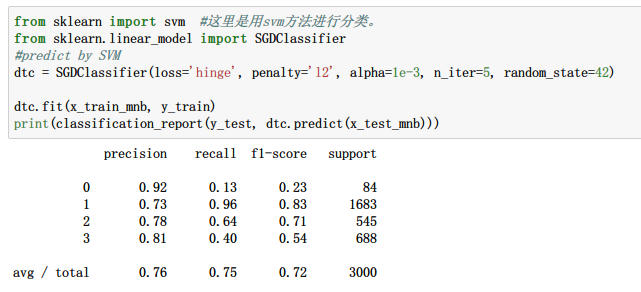 from sklearn import svm  #这里是用svm方法进行分类。
from sklearn.linear_model import SGDClassifier
#predict by SVM
dtc = SGDClassifier(loss='hinge', penalty='l2', alpha=1e-3, n_iter=5, random_state=42)
dtc.fit(x_train_mnb, y_train)
print(classification_report(y_test, dtc.predict(x_test_mnb)))
precision recall f1-score support
0 0.92 0.13 0.23 84
1 0.73 0.96 0.83 1683
2 0.78 0.64 0.71 545
3 0.81 0.40 0.54 688
avg / total 0.76 0.75 0.72 3000